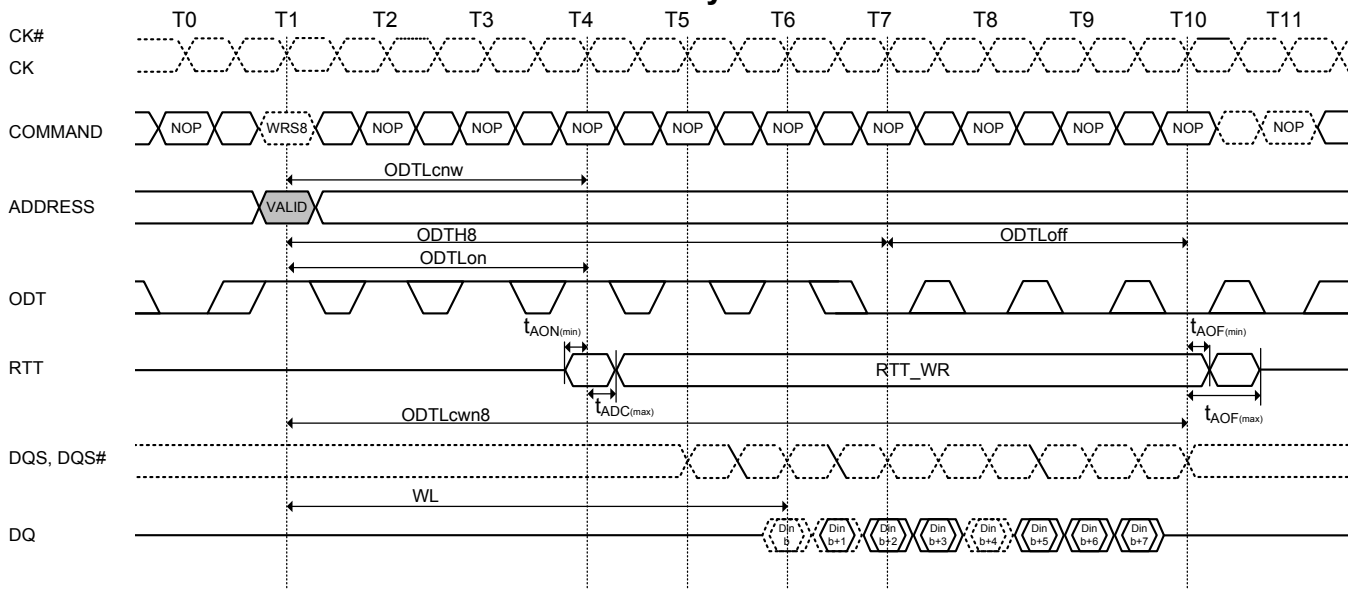 T0 T1 T2 T3 T4 T5 T6 T7 T8 T9 T10 T11
CK#
CK
COMMAND NOP WRS8 NOP NOP NOP NOP NOP NOP NOP NOP NOP NOP
ODTLcnw
ADDRESS VALID
ODTH8 ODTLoff
ODTLon
ODT
tAON(min) tAOF(min)
RTT RTT_WR
tADC(max) tAOF(max)
ODTLcwn8
DQS, DQS#
WL
DQ Din b Din b+1 Din b+2 Din b+3 Din b+4 Din b+5 Din b+6 Din b+7